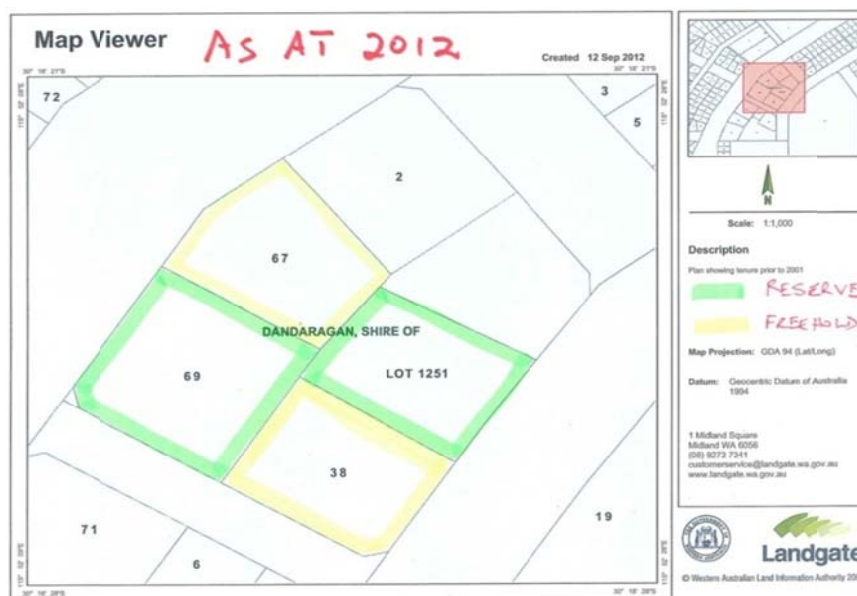 Map Viewer
AS AT 2012
Created 12 Sep 2012
72
3
5
2
67
DANDARAGAN, SHIRE OF
69
LOT 1251
38
71
6
19
N
Scale: 1:1,000
Description
Plan showing tenure prior to 2001
RESERVE
FREEHOLD
Map Projection: GDA 94 (Lat/Long)
Datum: Geocentric Datum of Australia
1994
1 Midland Square
Midland WA 6056
(08) 9273 7341
customerservice@landgate.wa.gov.au
www.landgate.wa.gov.au
Landgate
© Western Australian Land Information Authority